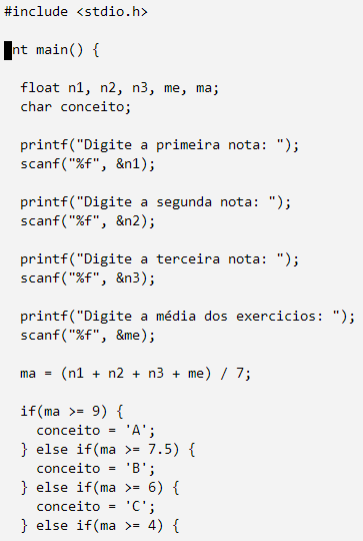 #include <stdio.h>
int main() {
float n1, n2, n3, me, ma;
char conceito;
printf("Digite a primeira nota: ");
scanf("%f", &n1);
printf("Digite a segunda nota: ");
scanf("%f", &n2);
printf("Digite a terceira nota: ");
scanf("%f", &n3);
printf("Digite a média dos exercicios: ");
scanf("%f", &me);
ma = (n1 + n2 + n3 + me) / 7;
if(ma >= 9) {
conceito = 'A';
} else if(ma >= 7.5) {
conceito = 'B';
} else if(ma >= 6) {
conceito = 'C';
} else if(ma >= 4) {